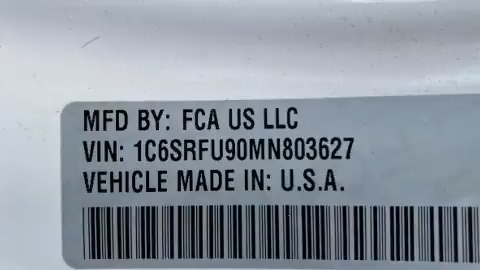 MFD BY: FCA US LLC
VIN: 1C6SRFU90MN803627
VEHICLE MADE IN: U.S.A.